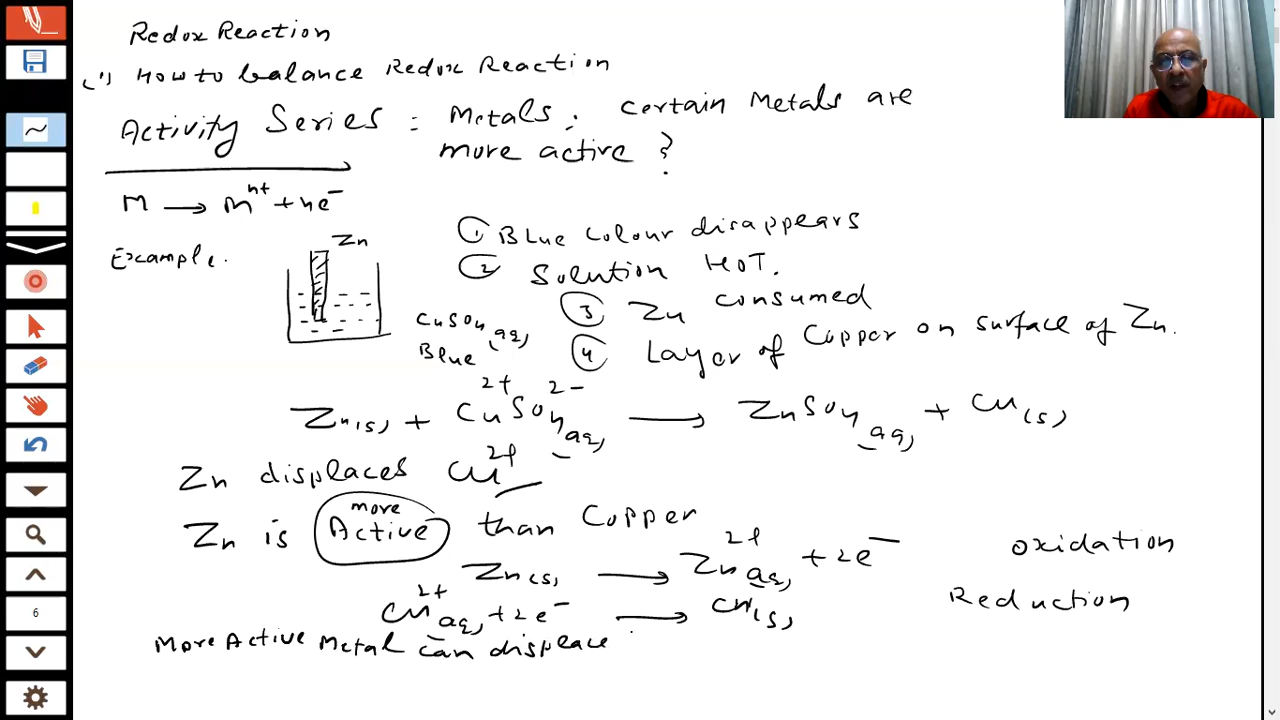 Redox Reaction
(1) How to balance Redox Reaction
Activity Series : Metals : certain Metals are
more active ?
M → M^n+ + ne^-
Example.
Zn
CuSO4 (aq)
Blue
① Blue colour disappears
② Solution HOT.
③ Zn consumed
④ Layer of Copper on surface of Zn.
Zn(s) + Cu^2+SO4^2- (aq) → ZnSO4 (aq) + Cu(s)
Zn displaces Cu^2+
Zn is more Active than Copper
Zn(s) → Zn^2+ (aq) + 2e^- oxidation
Cu^2+ (aq) + 2e^- → Cu(s) Reduction
More Active Metal can displace
6